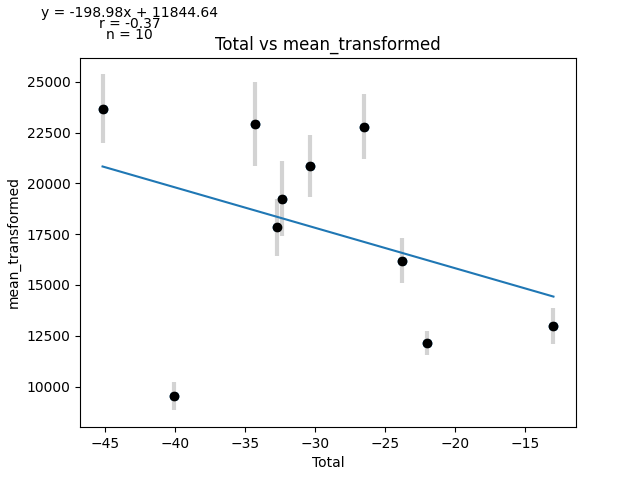 y = -198.98x + 11844.64
r = -0.37
n = 10
Total vs mean_transformed
25000
22500
20000
17500
15000
12500
10000
mean_transformed
−45
−40
−35
−30
−25
−20
−15
Total